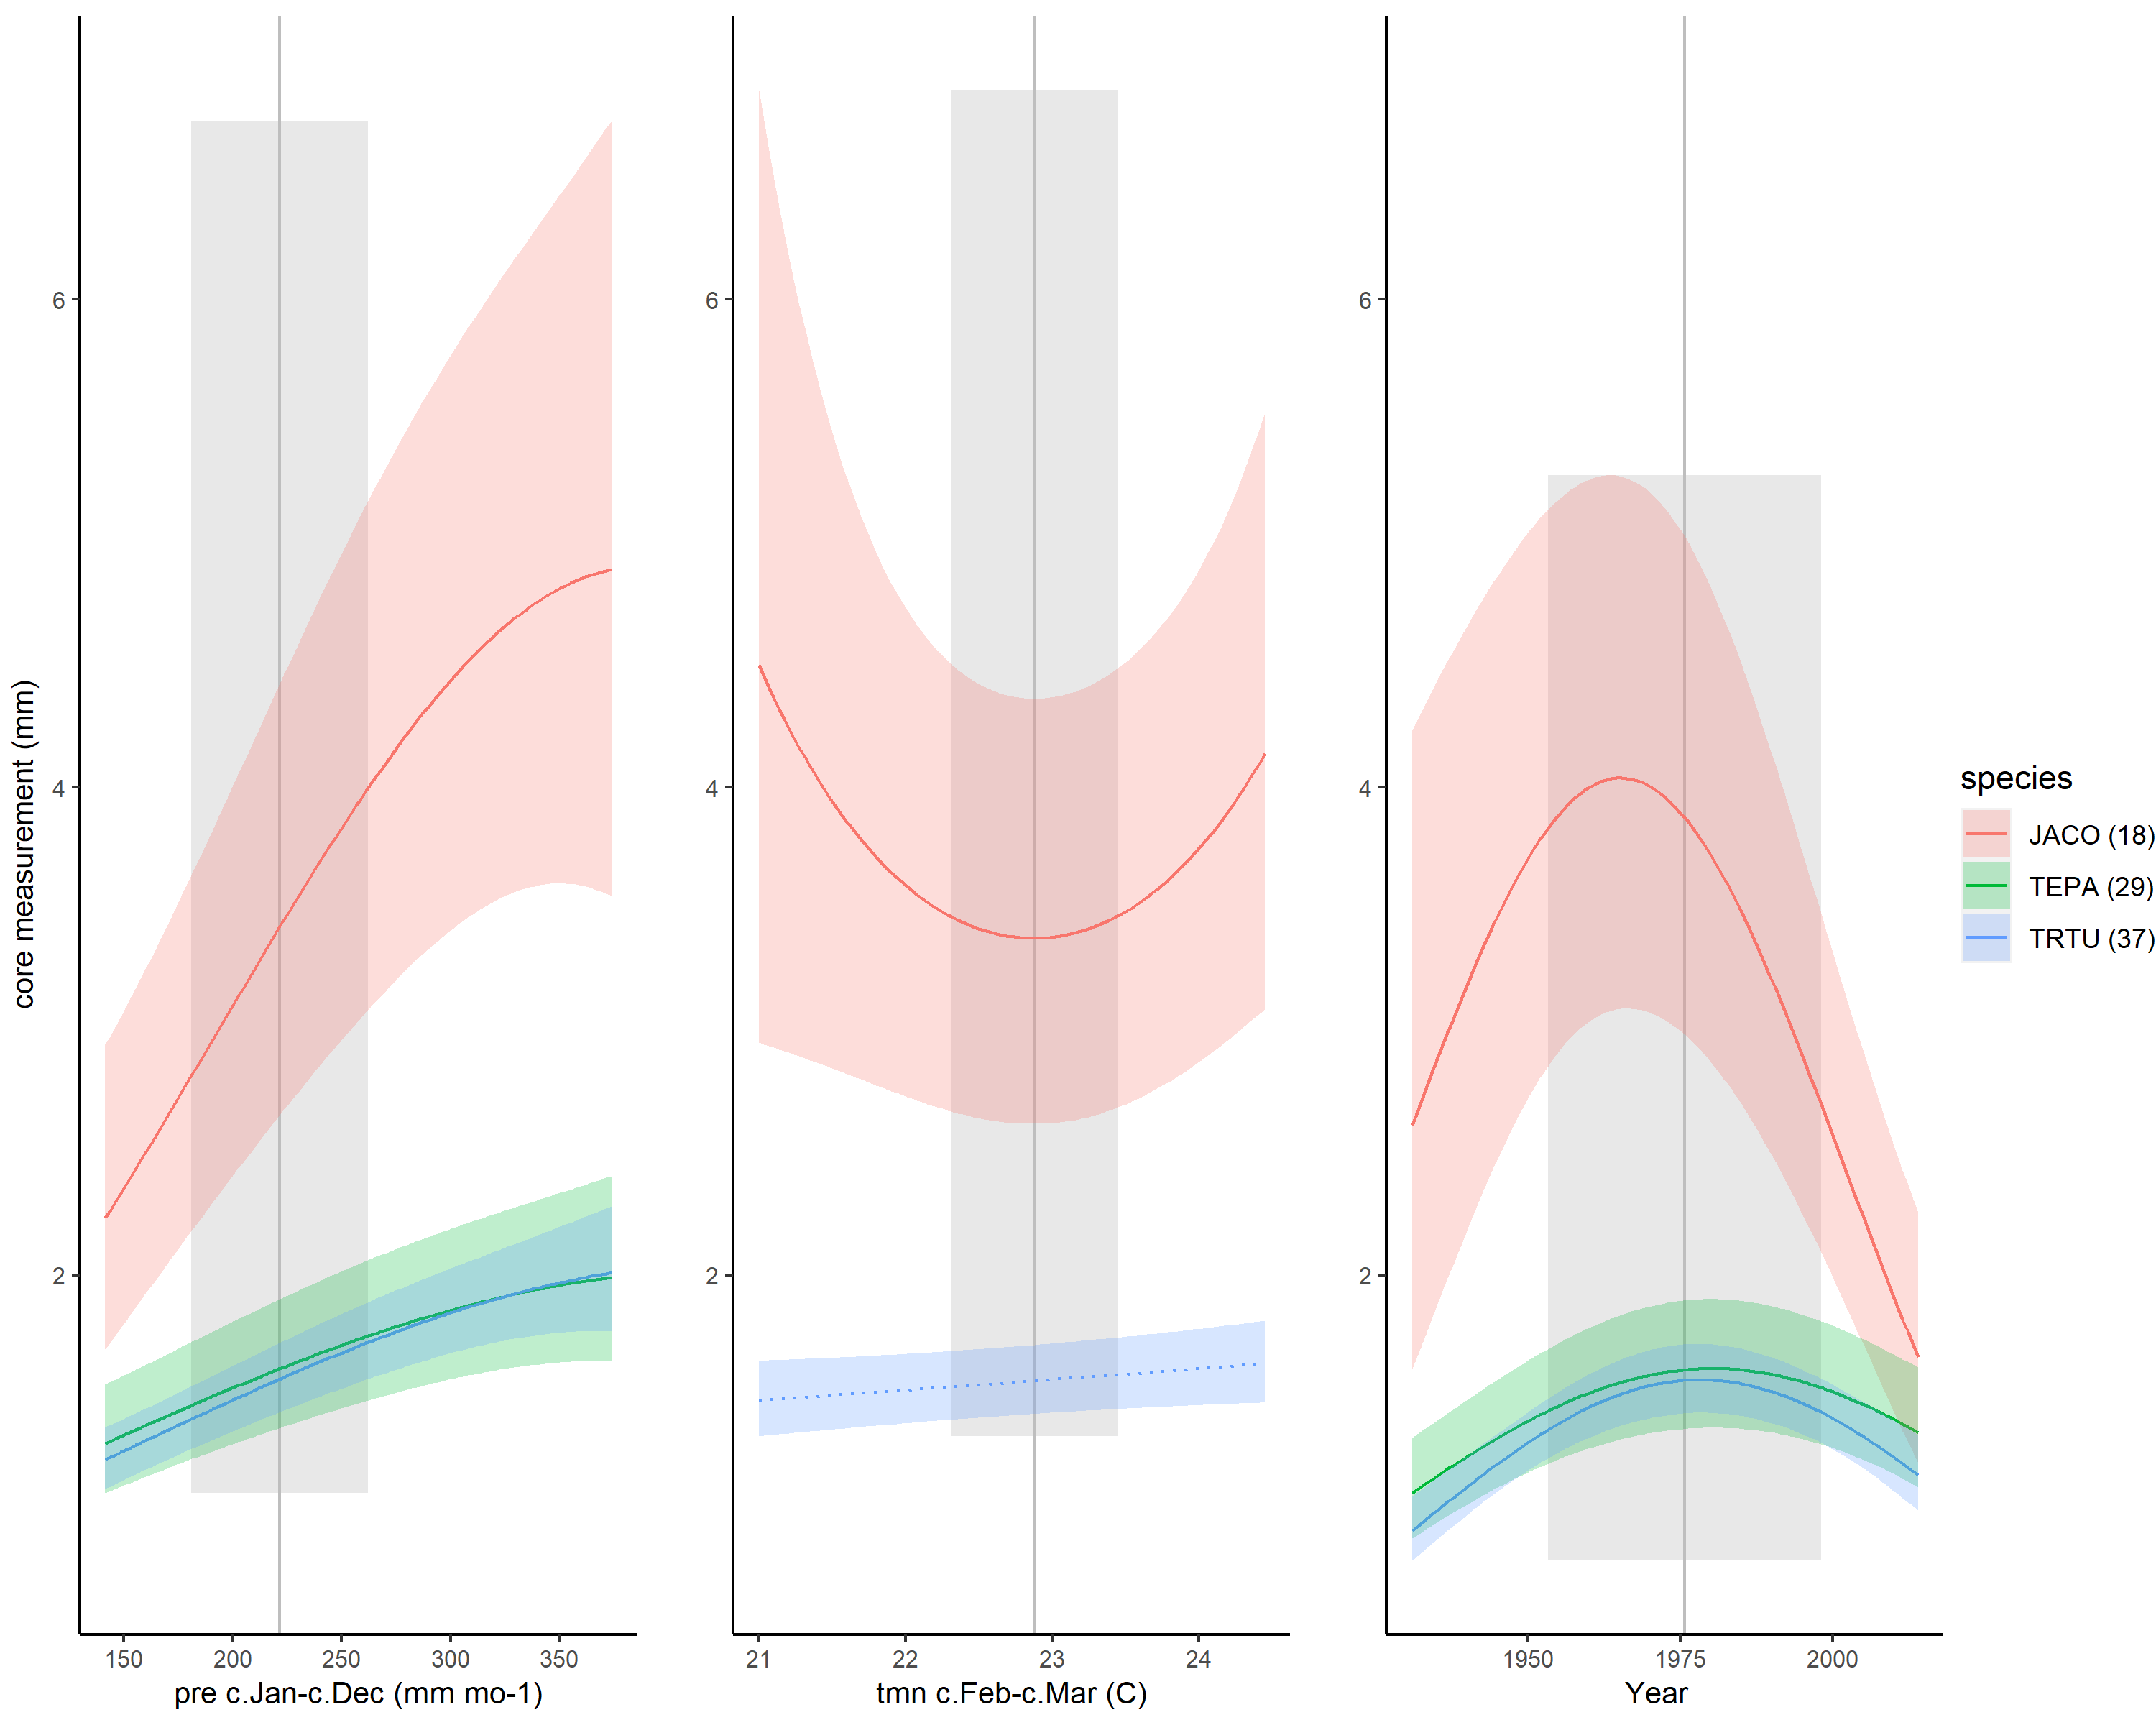 core measurement (mm)
6
4
2
150 200 250 300 350
pre c.Jan-c.Dec (mm mo-1)
6
4
2
21 22 23 24
tmn c.Feb-c.Mar (C)
6
4
2
1950 1975 2000
Year
species
JACO (18)
TEPA (29)
TRTU (37)